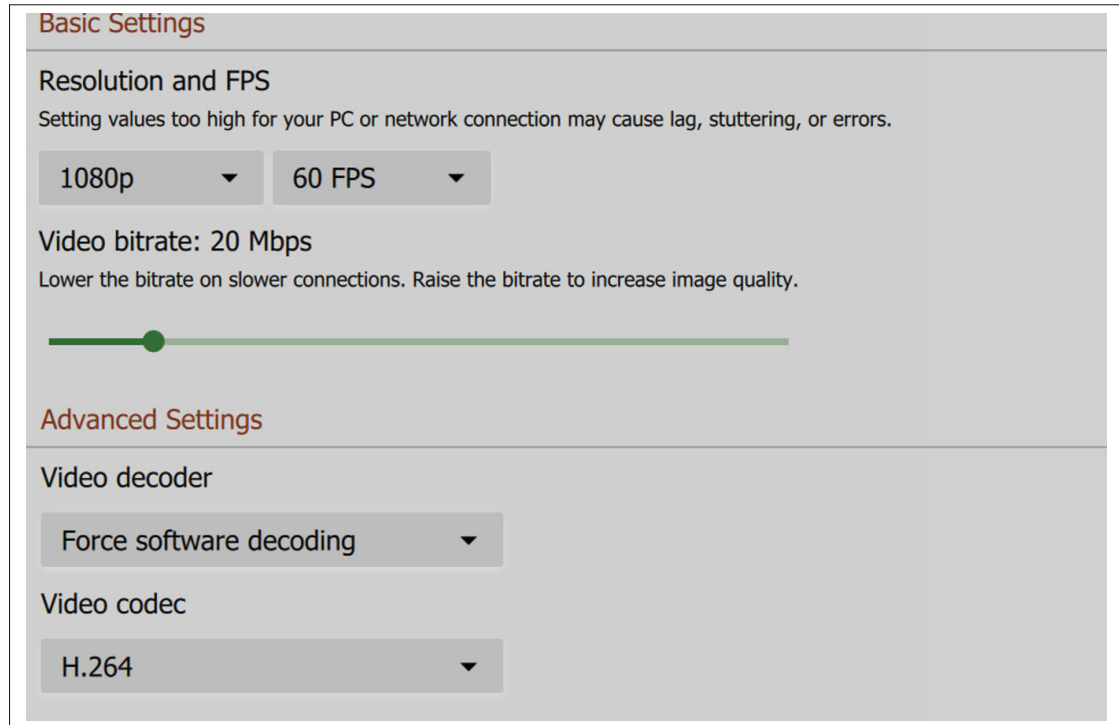 Basic Settings
Resolution and FPS
Setting values too high for your PC or network connection may cause lag, stuttering, or errors.
1080p 60 FPS
Video bitrate: 20 Mbps
Lower the bitrate on slower connections. Raise the bitrate to increase image quality.
Advanced Settings
Video decoder
Force software decoding
Video codec
H.264